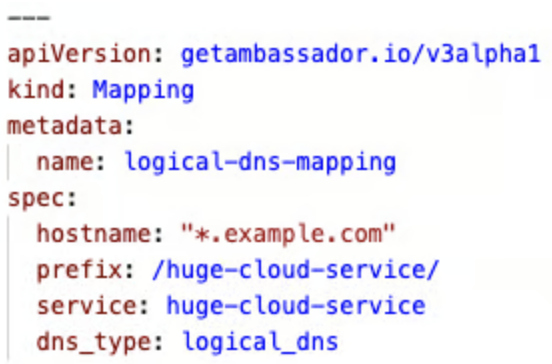 ---
apiVersion: getambassador.io/v3alpha1
kind: Mapping
metadata:
  name: logical-dns-mapping
spec:
  hostname: "*.example.com"
  prefix: /huge-cloud-service/
  service: huge-cloud-service
  dns_type: logical_dns